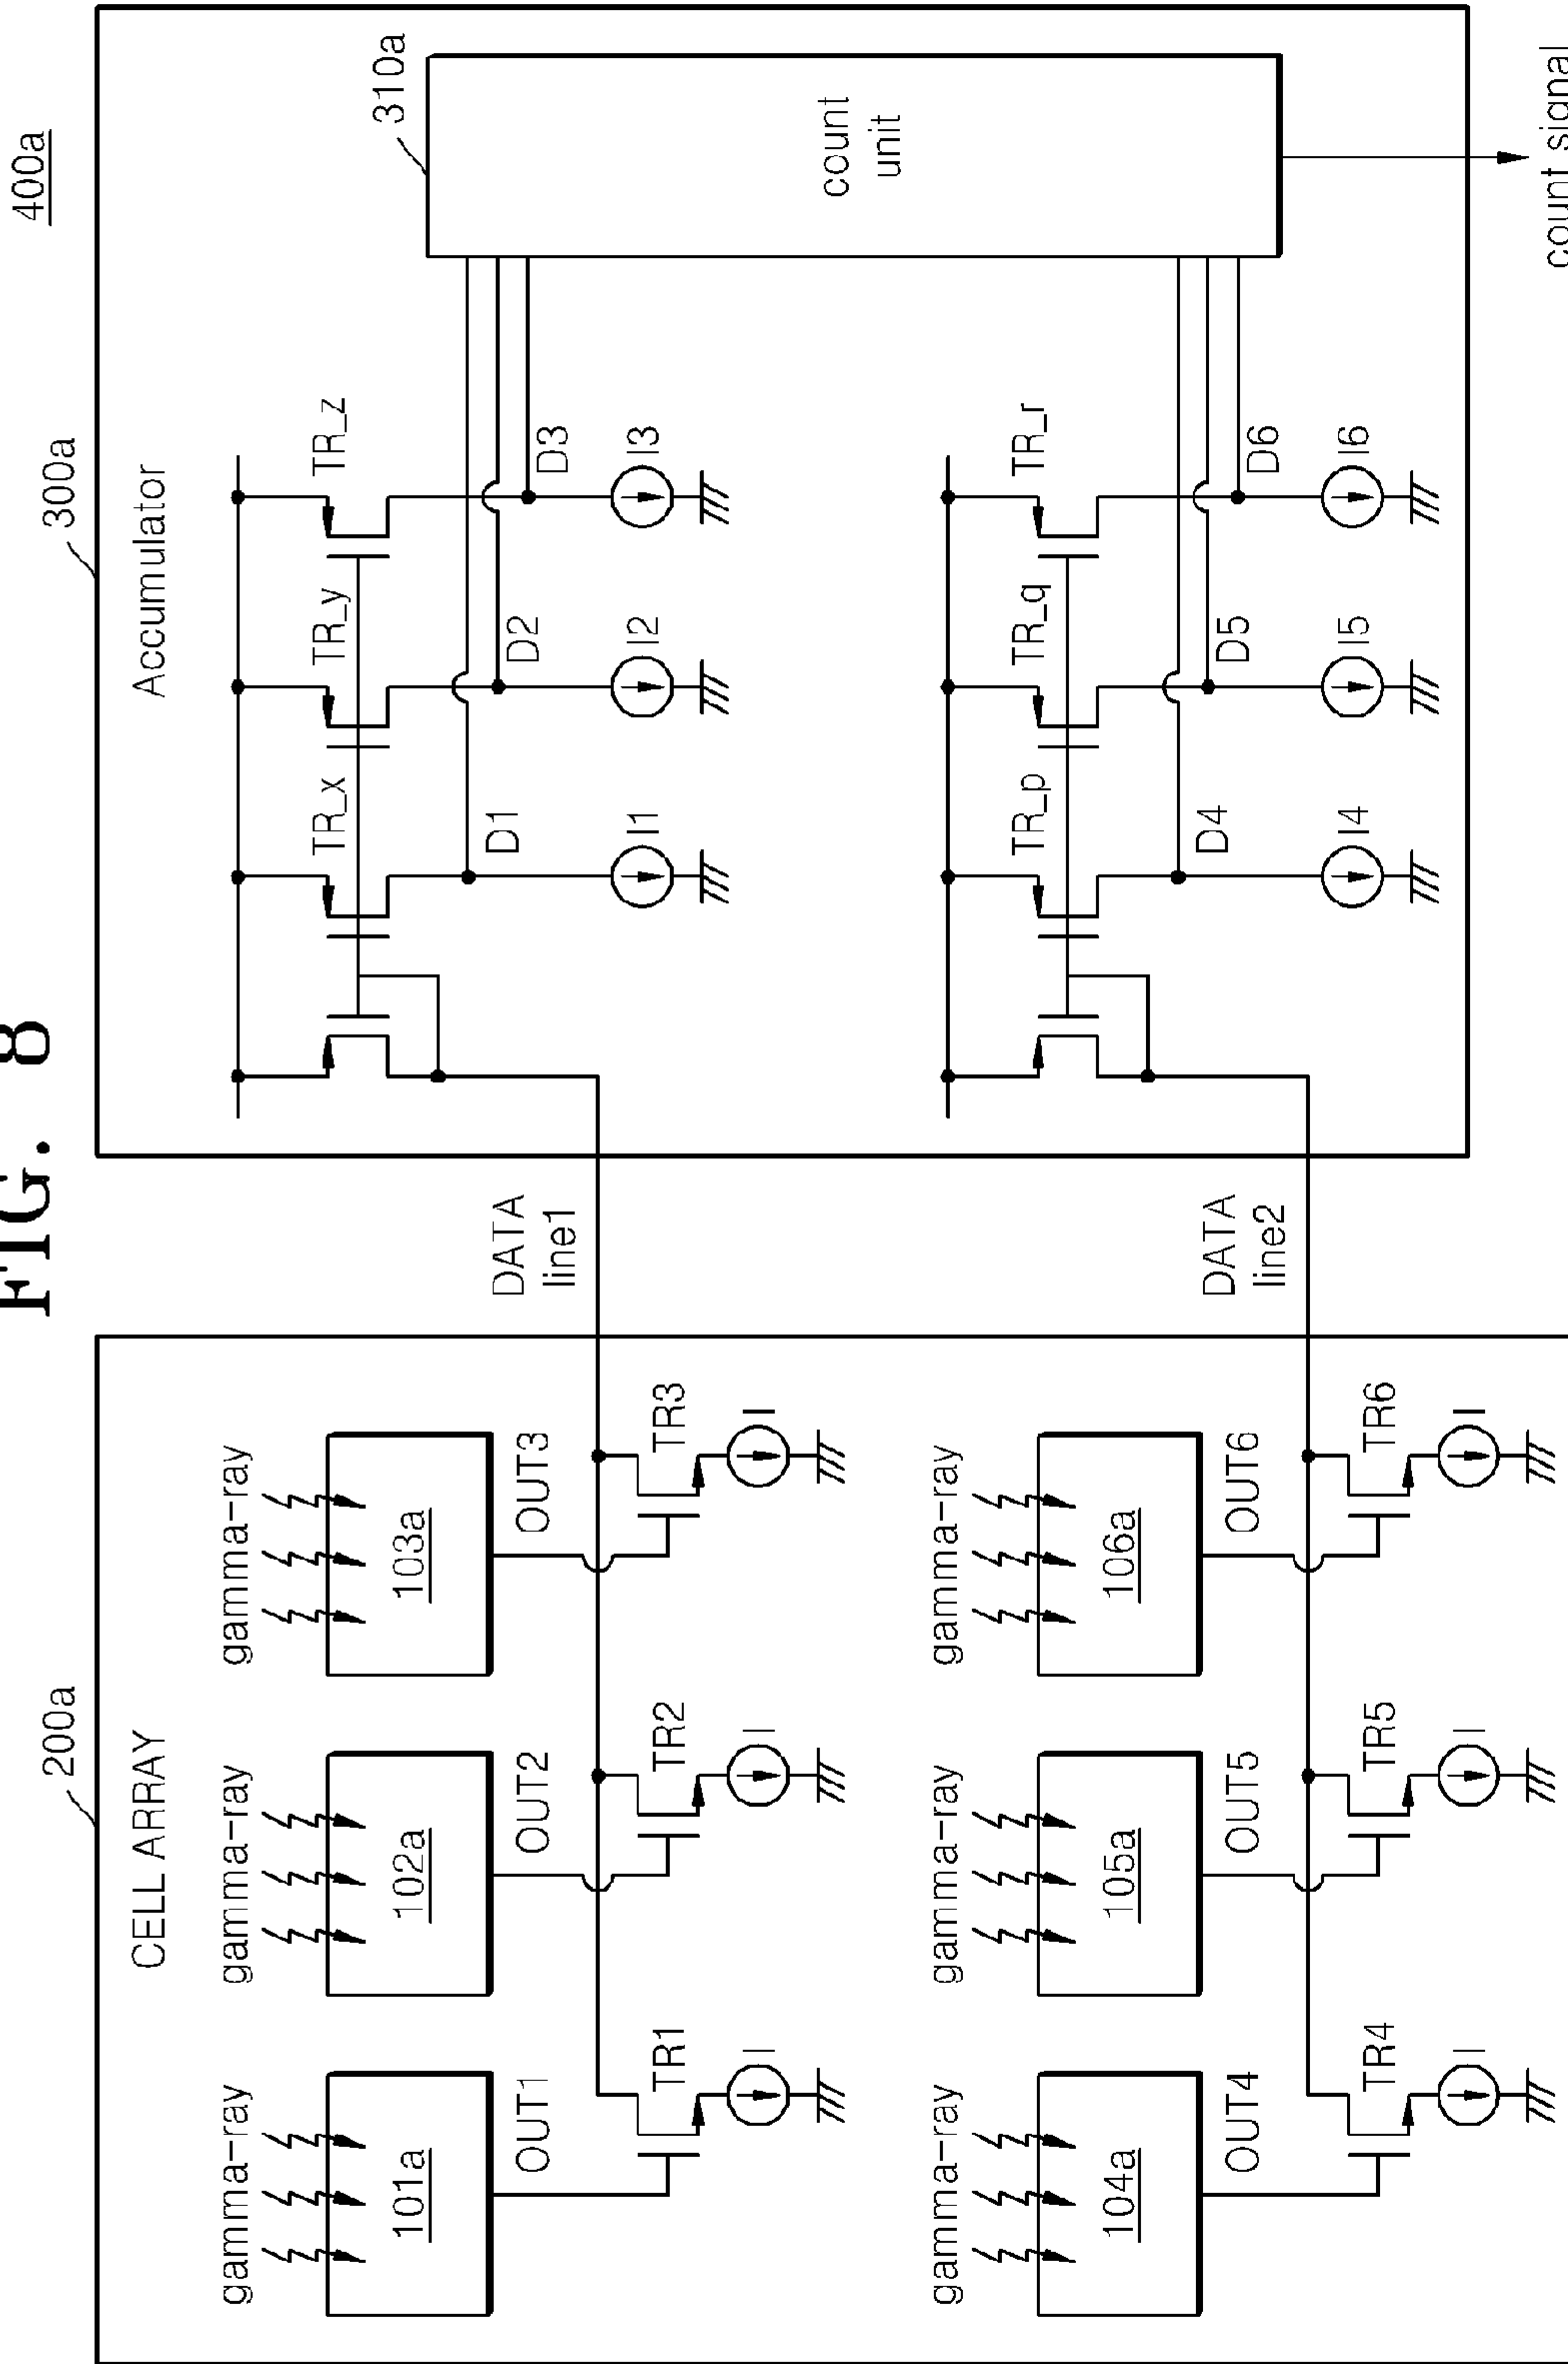 FIG. 8
400a
200a
300a
CELL ARRAY
Accumulator
310a
gamma-ray
gamma-ray
gamma-ray
101a
102a
103a
OUT1
OUT2
OUT3
TR1
TR2
TR3
I
I
I
DATA
line1
TR_x
TR_y
TR_z
D1
D2
D3
I1
I2
I3
count
unit
gamma-ray
gamma-ray
gamma-ray
104a
105a
106a
OUT4
OUT5
OUT6
TR4
TR5
TR6
I
I
I
DATA
line2
TR_p
TR_q
TR_r
D4
D5
D6
I4
I5
I6
count signal